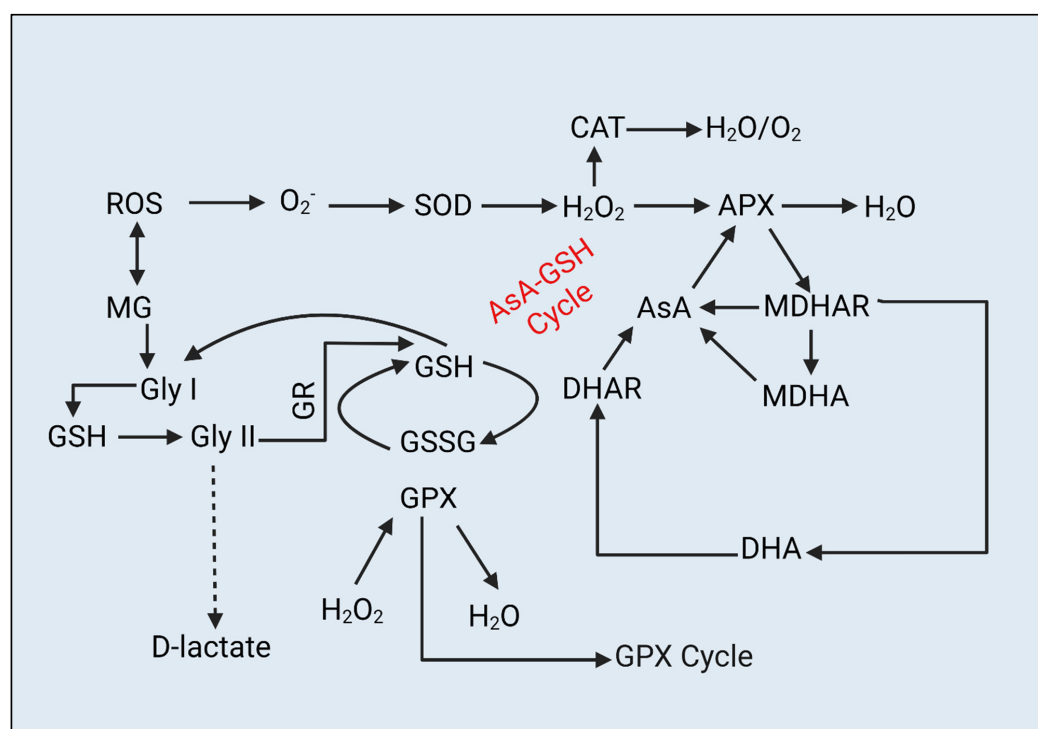 CAT
H₂O/O₂
ROS
O₂⁻
SOD
H₂O₂
APX
H₂O
AsA-GSH
Cycle
MG
AsA
MDHAR
GSH
Gly I
GR
DHAR
MDHA
GSH
Gly II
GSSG
GPX
DHA
H₂O₂
H₂O
D-lactate
GPX Cycle